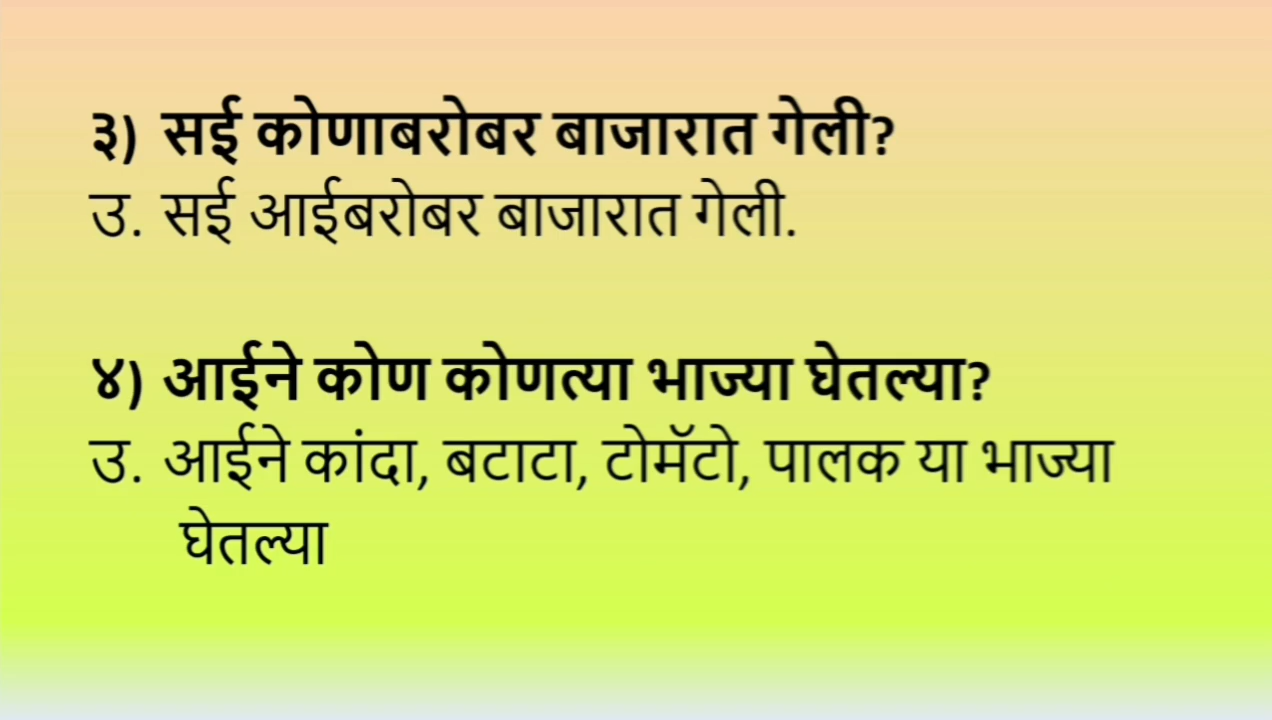 ३) सई कोणाबरोबर बाजारात गेली?
उ. सई आईबरोबर बाजारात गेली.
४) आईने कोण कोणत्या भाज्या घेतल्या?
उ. आईने कांदा, बटाटा, टोमॅटो, पालक या भाज्या
घेतल्या